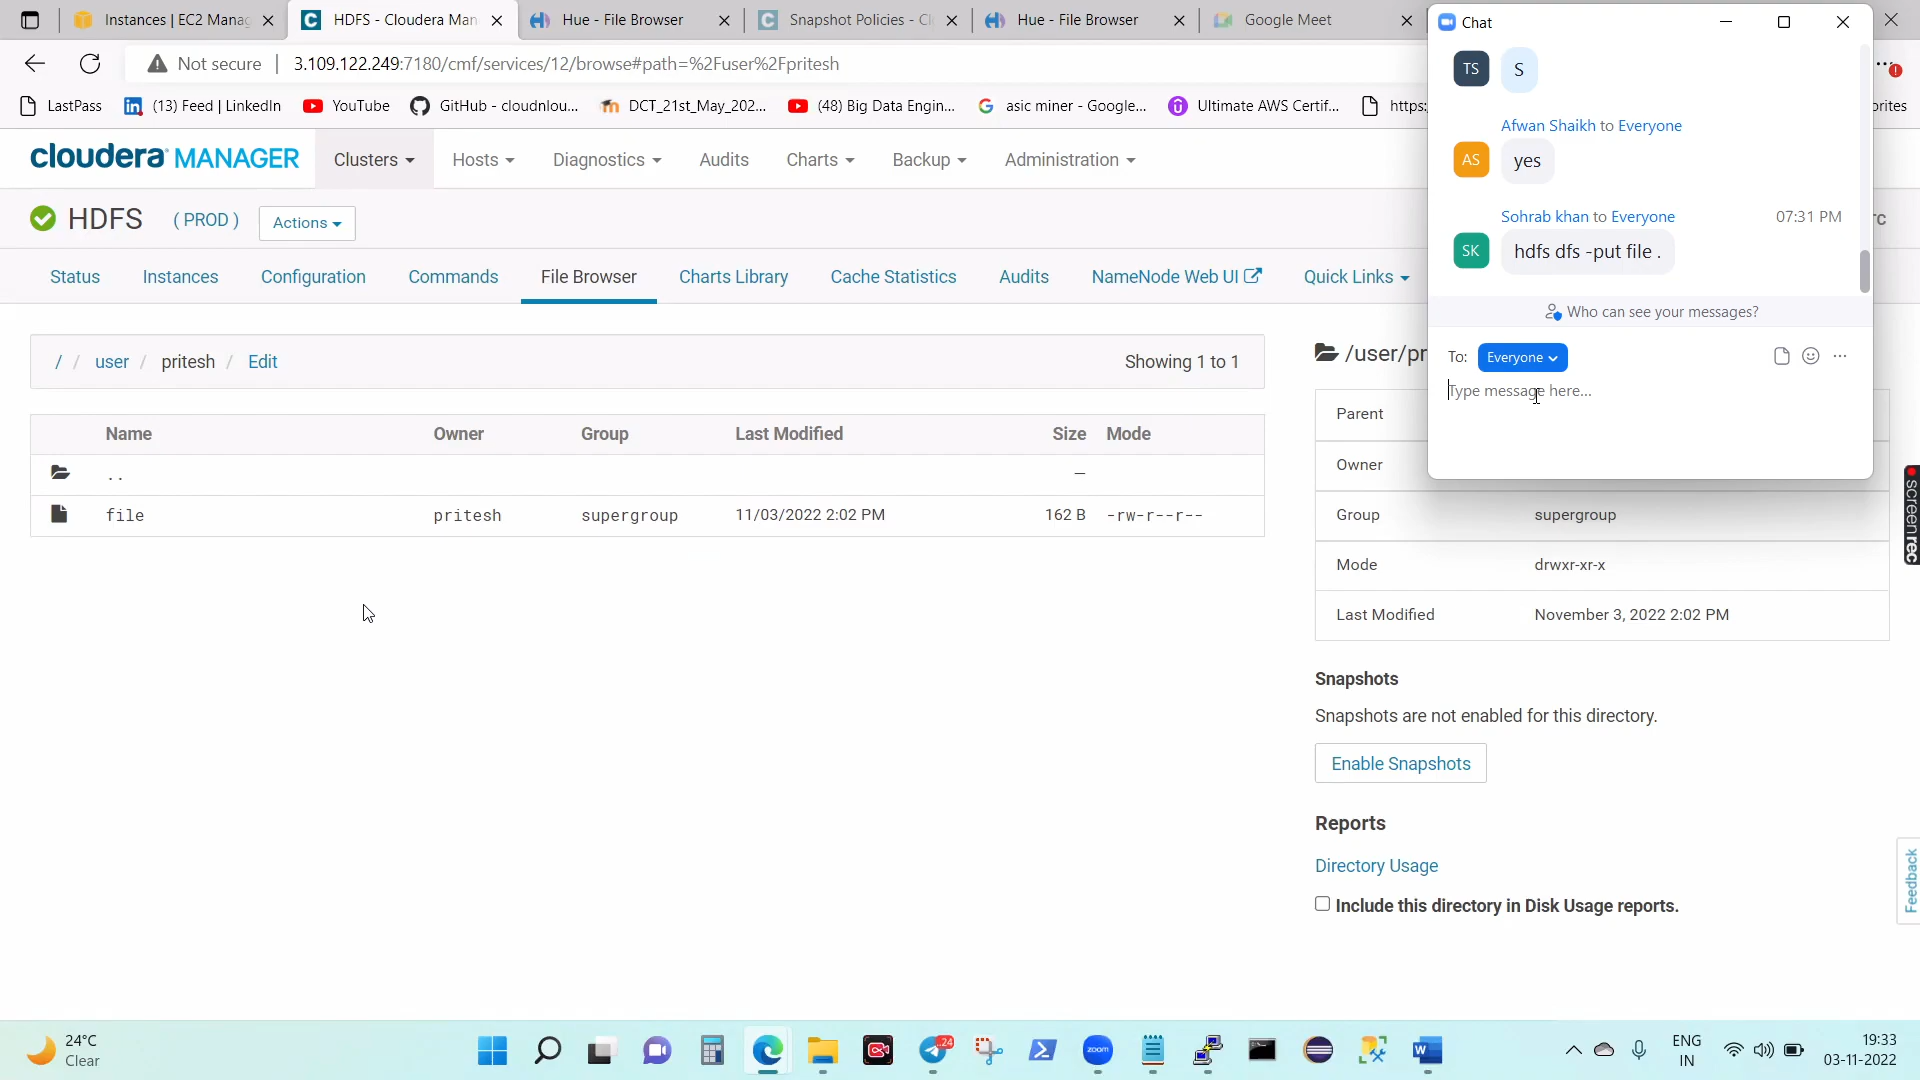 Instances | EC2 Manag
HDFS - Cloudera Man
Hue - File Browser
Snapshot Policies - Cl
Hue - File Browser
Google Meet
Not secure
3.109.122.249:7180/cmf/services/12/browse#path=%2Fuser%2Fpritesh
LastPass
(13) Feed | LinkedIn
YouTube
GitHub - cloudnlou...
DCT_21st_May_202...
(48) Big Data Engin...
asic miner - Google...
Ultimate AWS Certif...
https:
orites
cloudera MANAGER
Clusters
Hosts
Diagnostics
Audits
Charts
Backup
Administration
HDFS
( PROD )
Actions
Status
Instances
Configuration
Commands
File Browser
Charts Library
Cache Statistics
Audits
NameNode Web UI
Quick Links
/ / user / pritesh / Edit
Showing 1 to 1
Name Owner Group Last Modified Size Mode
.. —
file pritesh supergroup 11/03/2022 2:02 PM 162 B -rw-r--r--
/user/pr
Parent
Owner
Group supergroup
Mode drwxr-xr-x
Last Modified November 3, 2022 2:02 PM
Snapshots
Snapshots are not enabled for this directory.
Enable Snapshots
Reports
Directory Usage
Include this directory in Disk Usage reports.
Chat
TS
S
Afwan Shaikh to Everyone
AS
yes
Sohrab khan to Everyone 07:31 PM
SK
hdfs dfs -put file .
Who can see your messages?
To: Everyone
Type message here...
rc
screenrec
Feedback
24°C
Clear
24
zoom
ENG
IN
19:33
03-11-2022